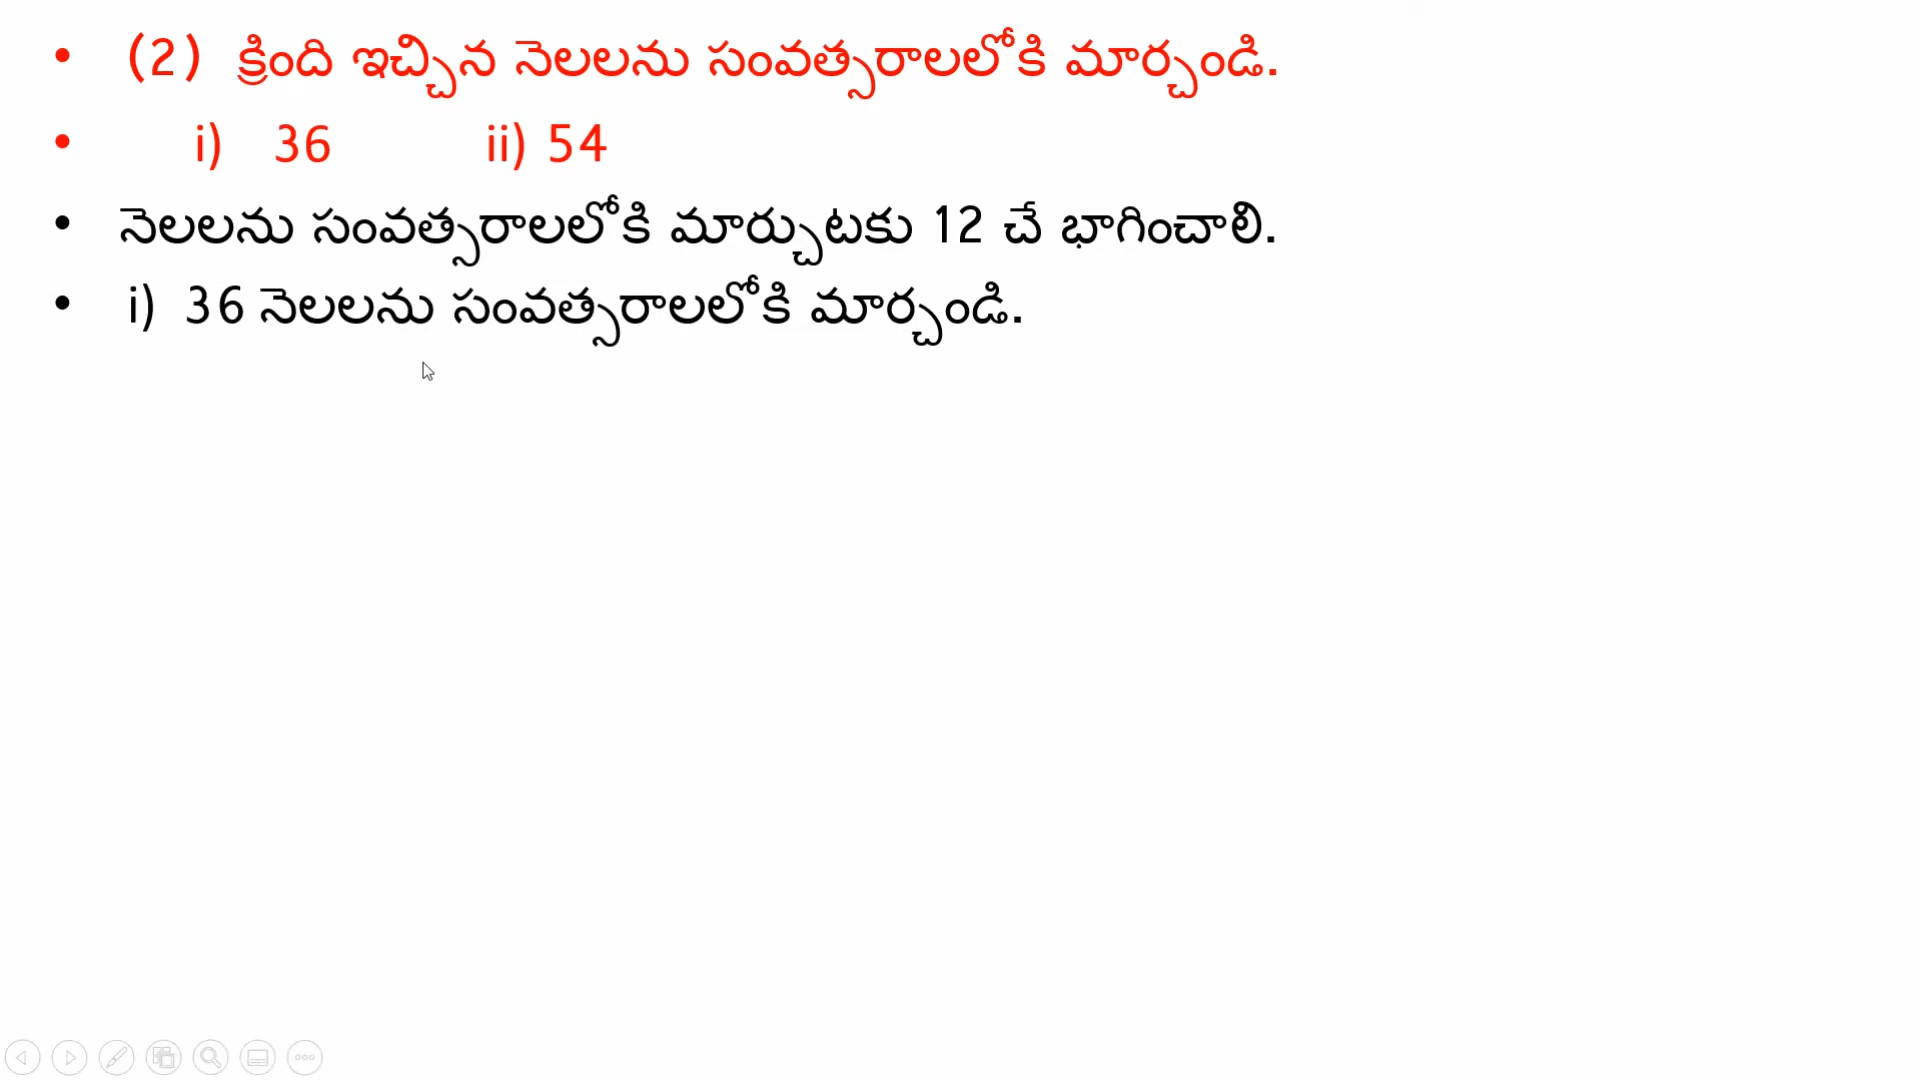 • (2) క్రింది ఇచ్చిన నెలలను సంవత్సరాలలోకి మార్చండి.
• i) 36 ii) 54
• నెలలను సంవత్సరాలలోకి మార్చుటకు 12 చే భాగించాలి.
• i) 36 నెలలను సంవత్సరాలలోకి మార్చండి.